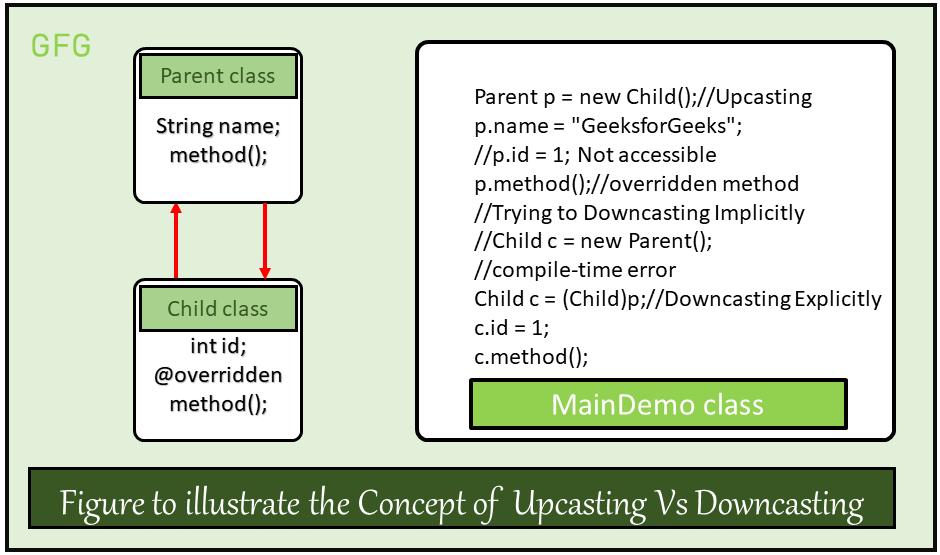 GFG
Parent class
String name;
method();
Child class
int id;
@overridden
method();
Parent p = new Child();//Upcasting
p.name = "GeeksforGeeks";
//p.id = 1; Not accessible
p.method();//overridden method
//Trying to Downcasting Implicitly
//Child c = new Parent();
//compile-time error
Child c = (Child)p;//Downcasting Explicitly
c.id = 1;
c.method();
MainDemo class
Figure to illustrate the Concept of Upcasting Vs Downcasting